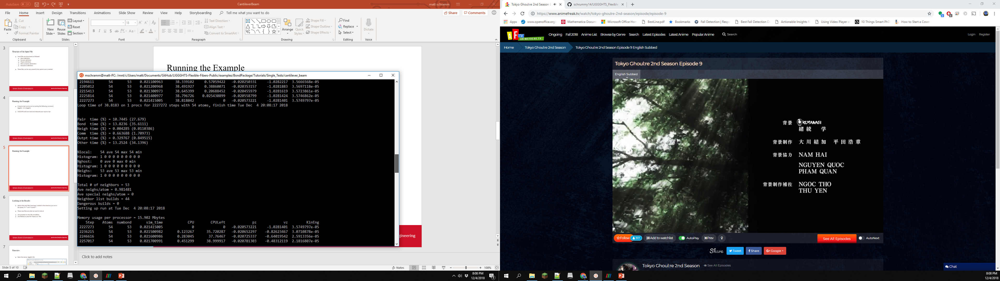 AutoSave Off
CantileverBeam
matt schramm
File Home Insert Design Transitions Animations Slide Show Review View Help Storyboarding Tell me what you want to do
Share Comments
Paste
Cut
Copy
Format Painter
Clipboard
New Slide
Reuse Slides
Layout
Reset
Section
Slides
18
Font
Paragraph
Text Direction
Align Text
Convert to SmartArt
Arrange
Quick Styles
Shape Fill
Shape Outline
Shape Effects
Drawing
Find
Replace
Select
Editing
Dictate
Voice
3
Structure of the Input File
IOWA STATE UNIVERSITY
4
Running the Example
IOWA STATE UNIVERSITY
5
Running the Example
IOWA STATE UNIVERSITY
6
Looking at the Results
IOWA STATE UNIVERSITY
7
Paraview
Running the Example
mschramm@matt-PC: /mnt/c/Users/matt/Documents/GitHub/LIGGGHTS-Flexible-Fibers-Public/examples/BondPackage/Tutorials/Single_Tests/cantilever_beam
2194611 54 53 0.021100963 38.339102 0.57059422 -0.020250331 -1.0282217 3.5666568e-05
2205012 54 53 0.021200968 38.491927 0.38860071 -0.020353157 -1.0281883 3.5697118e-05
2215413 54 53 0.021300973 38.645399 0.20688452 -0.020455979 -1.0281619 3.5723861e-05
2225814 54 53 0.021400977 38.796726 0.025430899 -0.020558799 -1.0281424 3.5746862e-05
2227273 54 53 0.021415005 38.818042 0 -0.020573221 -1.0281401 3.5749797e-05
Loop time of 38.8183 on 1 procs for 2227272 steps with 54 atoms, finish time Tue Dec 4 20:08:17 2018
Pair time (%) = 10.7445 (27.679)
Bond time (%) = 13.8236 (35.6111)
Neigh time (%) = 0.004285 (0.0110386)
Comm time (%) = 0.663688 (1.70973)
Outpt time (%) = 0.329767 (0.849515)
Other time (%) = 13.2524 (34.1396)
Nlocal: 54 ave 54 max 54 min
Histogram: 1 0 0 0 0 0 0 0 0 0
Nghost: 0 ave 0 max 0 min
Histogram: 1 0 0 0 0 0 0 0 0 0
Neighs: 53 ave 53 max 53 min
Histogram: 1 0 0 0 0 0 0 0 0 0
Total # of neighbors = 53
Ave neighs/atom = 0.981481
Ave special neighs/atom = 0
Neighbor list builds = 44
Dangerous builds = 0
Setting up run at Tue Dec 4 20:08:17 2018
Memory usage per processor = 15.902 Mbytes
Step Atoms numbond sim_time CPU CPULeft pz vz KinEng
2227273 54 53 0.021415005 0 0 -0.020573221 -1.0281401 3.5749797e-05
2236215 54 53 0.021500982 0.123267 35.720287 -0.020652297 -0.82623467 3.0710878e-05
2246616 54 53 0.021600986 0.283045 37.76467 -0.020725337 -0.64019542 2.5913356e-05
2257017 54 53 0.021700991 0.451299 38.999917 -0.020781303 -0.48312119 2.1816807e-05
gineering
Click to add notes
Slide 5 of 10
Notes
108%
8:08 PM
12/4/2018
Tokyo Ghoul:re 2nd Season E
schrummy14/LIGGGHTS_Flexible
https://www.animefreak.tv/watch/tokyo-ghoulre-2nd-season/episode/episode-9
Apps www.openoffice.org/ Mathematica Docum Microsoft Office Hom BestLine.pdf Bookmarks Fall Detection | Resp Best Fall Detection D Actionable Insights f Using Video Player c 10 Things Smart PhD How to Start a Cover
AF TV ANIMEFREAK.TV
Ongoing Fall 2018 Anime List Browse by Genre Search Latest Episodes Latest Anime Popular Anime Search
Login Register
Home Tokyo Ghoul:re 2nd Season Tokyo Ghoul:re 2nd Season Episode 9 English Subbed
Tokyo Ghoul:re 2nd Season Episode 9
English Subbed
背景 KUSANAGI
緒続 学
背景制作 大川結加 平田浩章
背景協力 NAM HAI
NGUYEN QUOC
PHAM QUAN
背景制作補佐 NGOC THO
THU YEN
Follow 317 Add to watchlist AutoPlay Prev
See All Episodes AutoNext
Share Tweet Share Google +
Tokyo Ghoul:re 2nd Season See All Episodes
Chat
8:08 PM
12/4/2018